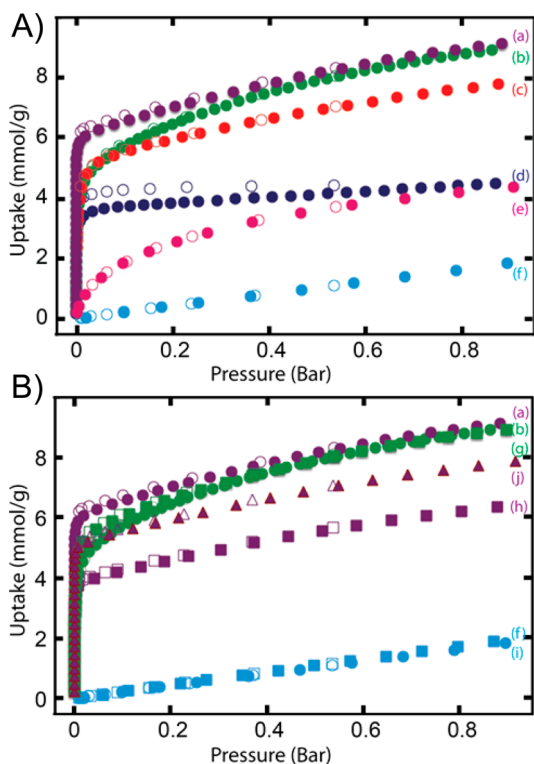 A)
(a)
(b)
(c)
(d)
(e)
(f)
Uptake (mmol/g)
8
6
4
2
0
0
0.2
0.4
0.6
0.8
Pressure (Bar)
B)
(a)
(b)
(g)
(j)
(h)
(f)
(i)
Uptake (mmol/g)
8
6
4
2
0
0
0.2
0.4
0.6
0.8
Pressure (Bar)